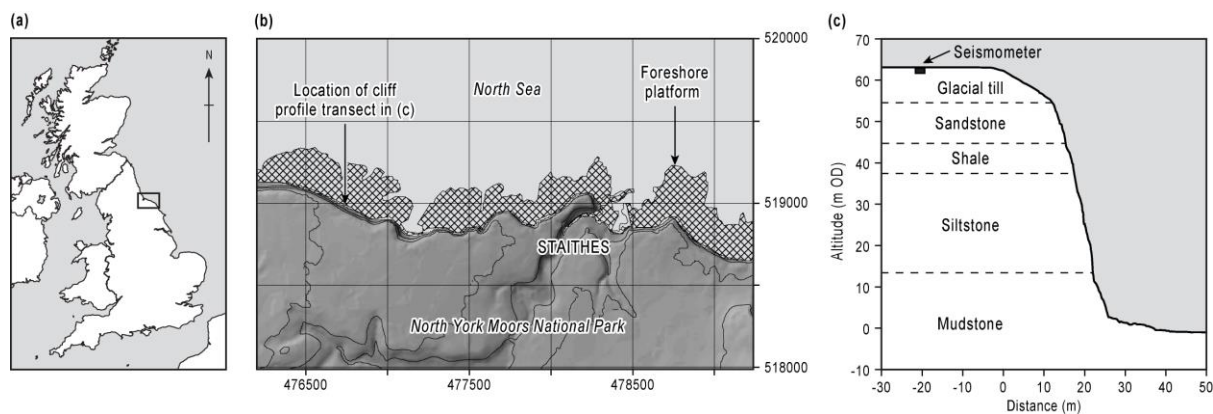 (a)
N
(b)
520000
Location of cliff
profile transect in (c)
North Sea
Foreshore
platform
519000
STAITHES
North York Moors National Park
518000
4765500
477500
478500
(c)
70
60
50
40
30
20
10
0
-10
Altitude (m OD)
Seismometer
Glacial till
Sandstone
Shale
Siltstone
Mudstone
-30
-20
-10
0
10
20
30
40
50
Distance (m)